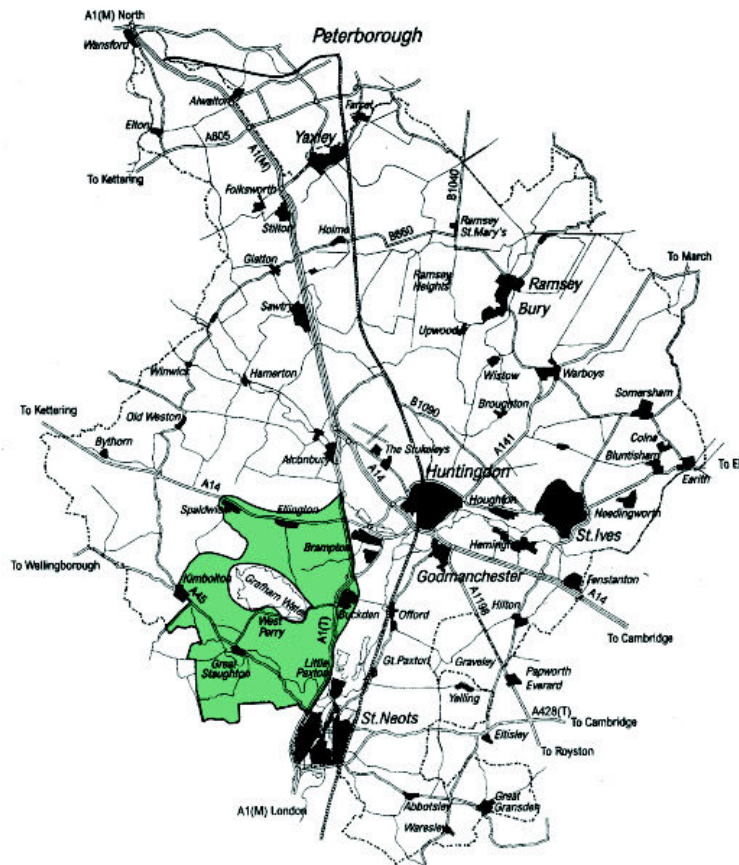 A1(M) North
Wansford
Peterborough
Alwalton
Farcet
Elton
A605
Yaxley
A1(M)
To Kettering
B1040
Folksworth
Stilton
Holme
B660
Ramsey
St.Mary's
Glatton
To March
Ramsey
Heights
Ramsey
Bury
Sawtry
Upwood
Winwick
Hamerton
Wistow
Warboys
To Kettering
Old Weston
B1090
Broughton
Somersham
Bythorn
A141
Colne
The Stukeleys
Alconbury
Bluntisham
A14
A14
Huntingdon
Earith
Houghton
Spaldwick
Ellington
Needingworth
St.Ives
Brampton
Heming
To Wellingborough
Kimbolton
Grafham Water
Godmanchester
Fenstanton
A14
A45
A1198
Buckden
Offord
Hilton
West
Perry
A1(T)
To Cambridge
Great
Staughton
Little
Paxton
Gt.Paxton
Graveley
Papworth
Everard
Yelling
A428(T)
St.Neots
To Cambridge
Eltisley
To Royston
A1(M) London
Abbotsley
Great
Gransden
Waresley